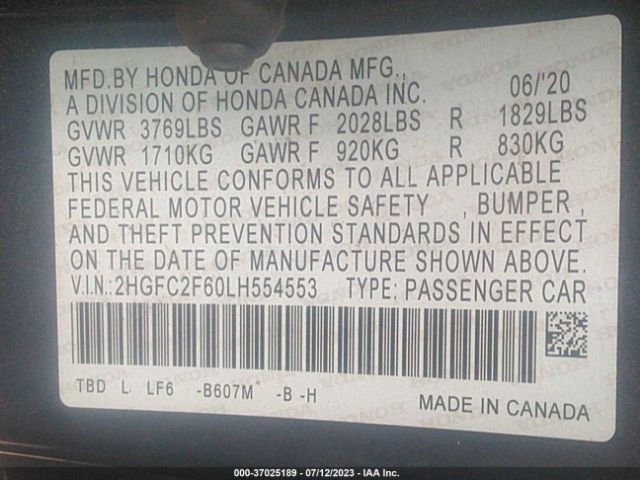 MFD.BY HONDA OF CANADA MFG.,
A DIVISION OF HONDA CANADA INC. 06/'20
GVWR 3769LBS GAWR F 2028LBS R 1829LBS
GVWR 1710KG GAWR F 920KG R 830KG
THIS VEHICLE CONFORMS TO ALL APPLICABLE
FEDERAL MOTOR VEHICLE SAFETY , BUMPER ,
AND THEFT PREVENTION STANDARDS IN EFFECT
ON THE DATE OF MANUFACTURE SHOWN ABOVE.
V.I.N.:2HGFC2F60LH554553 TYPE: PASSENGER CAR
TBD L LF6 -B607M -B -H
MADE IN CANADA
000-37025189 - 07/12/2023 - IAA Inc.